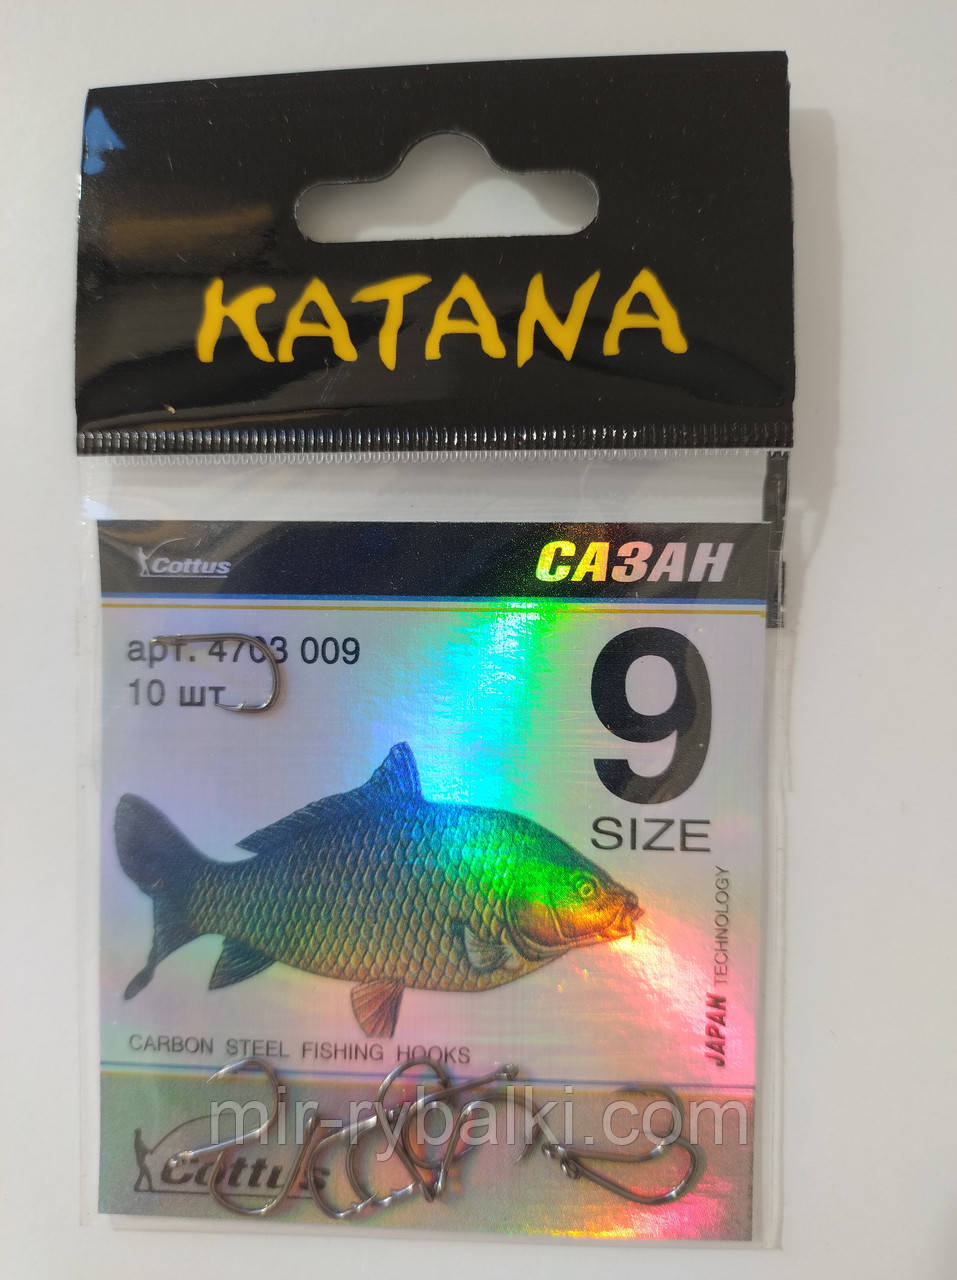 KATANA
Cottus
САЗАН
арт. 4703 009
10 шт
9
SIZE
JAPAN TECHNOLOGY
CARBON STEEL FISHING HOOKS
mir-rybalki.com
Cottus